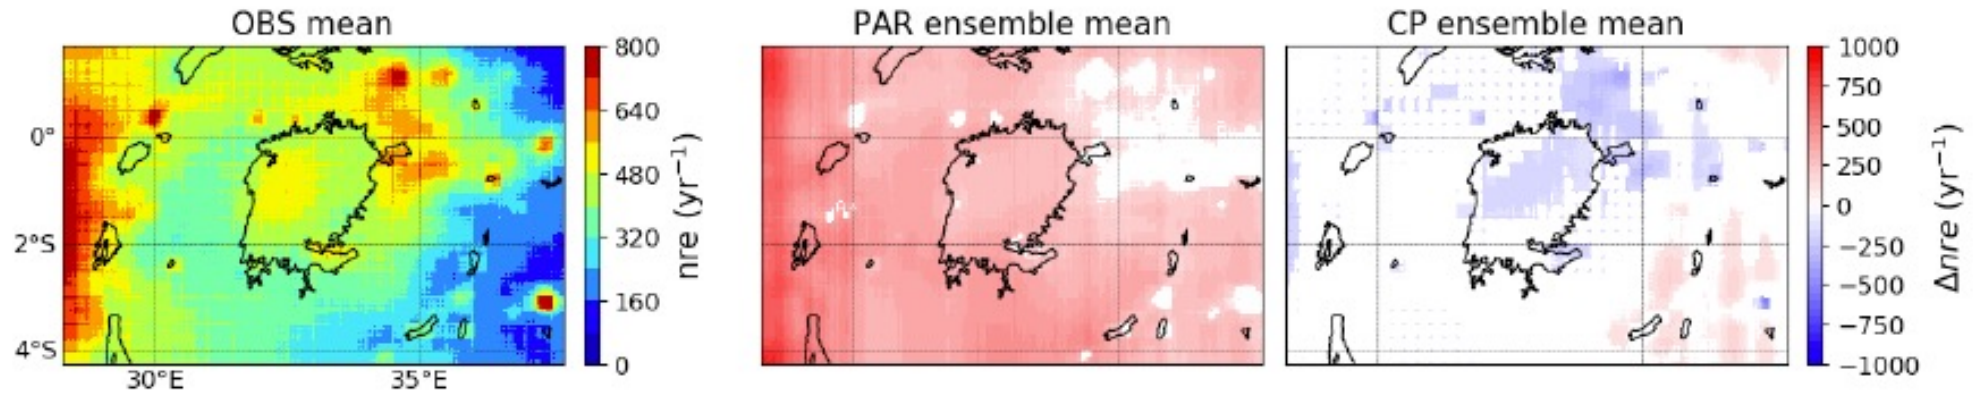 OBS mean
PAR ensemble mean
CP ensemble mean
800
640
480
320
160
0
nre (yr⁻¹)
0°
2°S
4°S
30°E
35°E
1000
750
500
250
0
−250
−500
−750
−1000
Δnre (yr⁻¹)